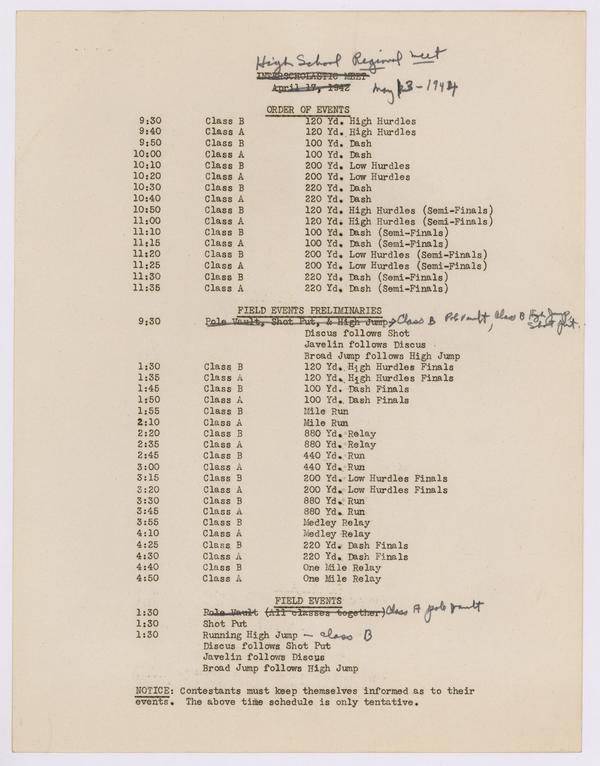 High School Regional Meet
INTERSCHOLASTIC MEET
April 17, 1942 May 13-1944
ORDER OF EVENTS
9:30 Class B 120 Yd. High Hurdles
9:40 Class A 120 Yd. High Hurdles
9:50 Class B 100 Yd. Dash
10:00 Class A 100 Yd. Dash
10:10 Class B 200 Yd. Low Hurdles
10:20 Class A 200 Yd. Low Hurdles
10:30 Class B 220 Yd. Dash
10:40 Class A 220 Yd. Dash
10:50 Class B 120 Yd. High Hurdles (Semi-Finals)
11:00 Class A 120 Yd. High Hurdles (Semi-Finals)
11:10 Class B 100 Yd. Dash (Semi-Finals)
11:15 Class A 100 Yd. Dash (Semi-Finals)
11:20 Class B 200 Yd. Low Hurdles (Semi-Finals)
11:25 Class A 200 Yd. Low Hurdles (Semi-Finals)
11:30 Class B 220 Yd. Dash (Semi-Finals)
11:35 Class A 220 Yd. Dash (Semi-Finals)
FIELD EVENTS PRELIMINARIES
9:30 Pole Vault, Shot Put, & High Jump Class B Pole Vault, Class B High Jump, Shot put.
Discus follows Shot
Javelin follows Discus
Broad Jump follows High Jump
1:30 Class B 120 Yd. High Hurdles Finals
1:35 Class A 120 Yd. High Hurdles Finals
1:45 Class B 100 Yd. Dash Finals
1:50 Class A 100 Yd. Dash Finals
1:55 Class B Mile Run
2:10 Class A Mile Run
2:20 Class B 880 Yd. Relay
2:35 Class A 880 Yd. Relay
2:45 Class B 440 Yd. Run
3:00 Class A 440 Yd. Run
3:15 Class B 200 Yd. Low Hurdles Finals
3:20 Class A 200 Yd. Low Hurdles Finals
3:30 Class B 880 Yd. Run
3:45 Class A 880 Yd. Run
3:55 Class B Medley Relay
4:10 Class A Medley Relay
4:25 Class B 220 Yd. Dash Finals
4:30 Class A 220 Yd. Dash Finals
4:40 Class B One Mile Relay
4:50 Class A One Mile Relay
FIELD EVENTS
1:30 Pole Vault (All classes together) Class A pole vault
1:30 Shot Put
1:30 Running High Jump - class B
Discus follows Shot Put
Javelin follows Discus
Broad Jump follows High Jump
NOTICE: Contestants must keep themselves informed as to their
events. The above time schedule is only tentative.